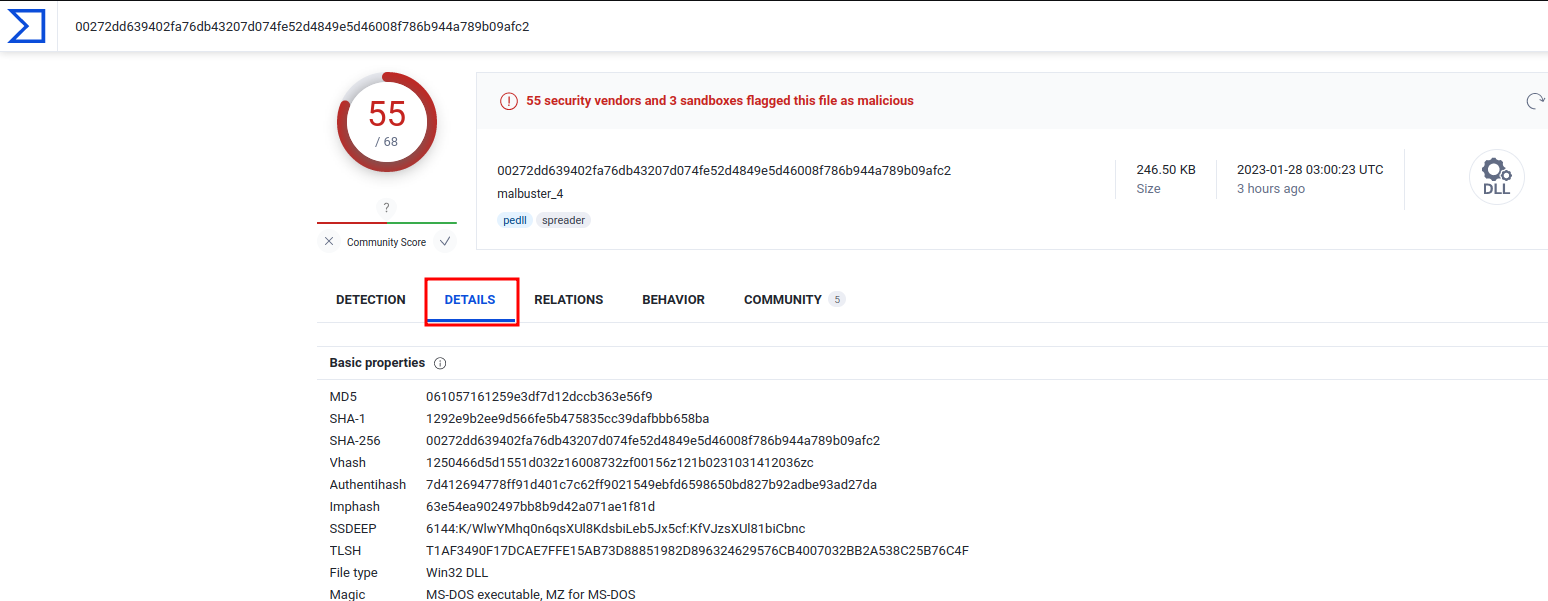 00272dd639402fa76db43207d074fe52d4849e5d46008f786b944a789b09afc2
55
/ 68
?
Community Score
55 security vendors and 3 sandboxes flagged this file as malicious
00272dd639402fa76db43207d074fe52d4849e5d46008f786b944a789b09afc2
malbuster_4
pedll spreader
246.50 KB
Size
2023-01-28 03:00:23 UTC
3 hours ago
DLL
DETECTION DETAILS RELATIONS BEHAVIOR COMMUNITY 5
Basic properties
MD5 061057161259e3df7d12dccb363e56f9
SHA-1 1292e9b2ee9d566fe5b475835cc39dafbbb658ba
SHA-256 00272dd639402fa76db43207d074fe52d4849e5d46008f786b944a789b09afc2
Vhash 1250466d5d1551d032z16008732zf00156z121b0231031412036zc
Authentihash 7d412694778ff91d401c7c62ff9021549ebfd6598650bd827b92adbe93ad27da
Imphash 63e54ea902497bb8b9d42a071ae1f81d
SSDEEP 6144:K/WlwYMhq0n6qsXUl8KdsbiLeb5Jx5cf:KfVJzsXUl81biCbnc
TLSH T1AF3490F17DCAE7FFE15AB73D88851982D896324629576CB4007032BB2A538C25B76C4F
File type Win32 DLL
Magic MS-DOS executable, MZ for MS-DOS